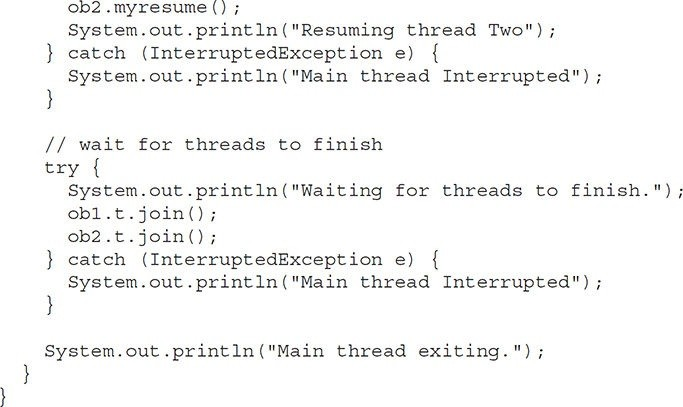 ob2.myresume();
System.out.println("Resuming thread Two");
} catch (InterruptedException e) {
System.out.println("Main thread Interrupted");
}
// wait for threads to finish
try {
System.out.println("Waiting for threads to finish.");
ob1.t.join();
ob2.t.join();
} catch (InterruptedException e) {
System.out.println("Main thread Interrupted");
}
System.out.println("Main thread exiting.");
}
}